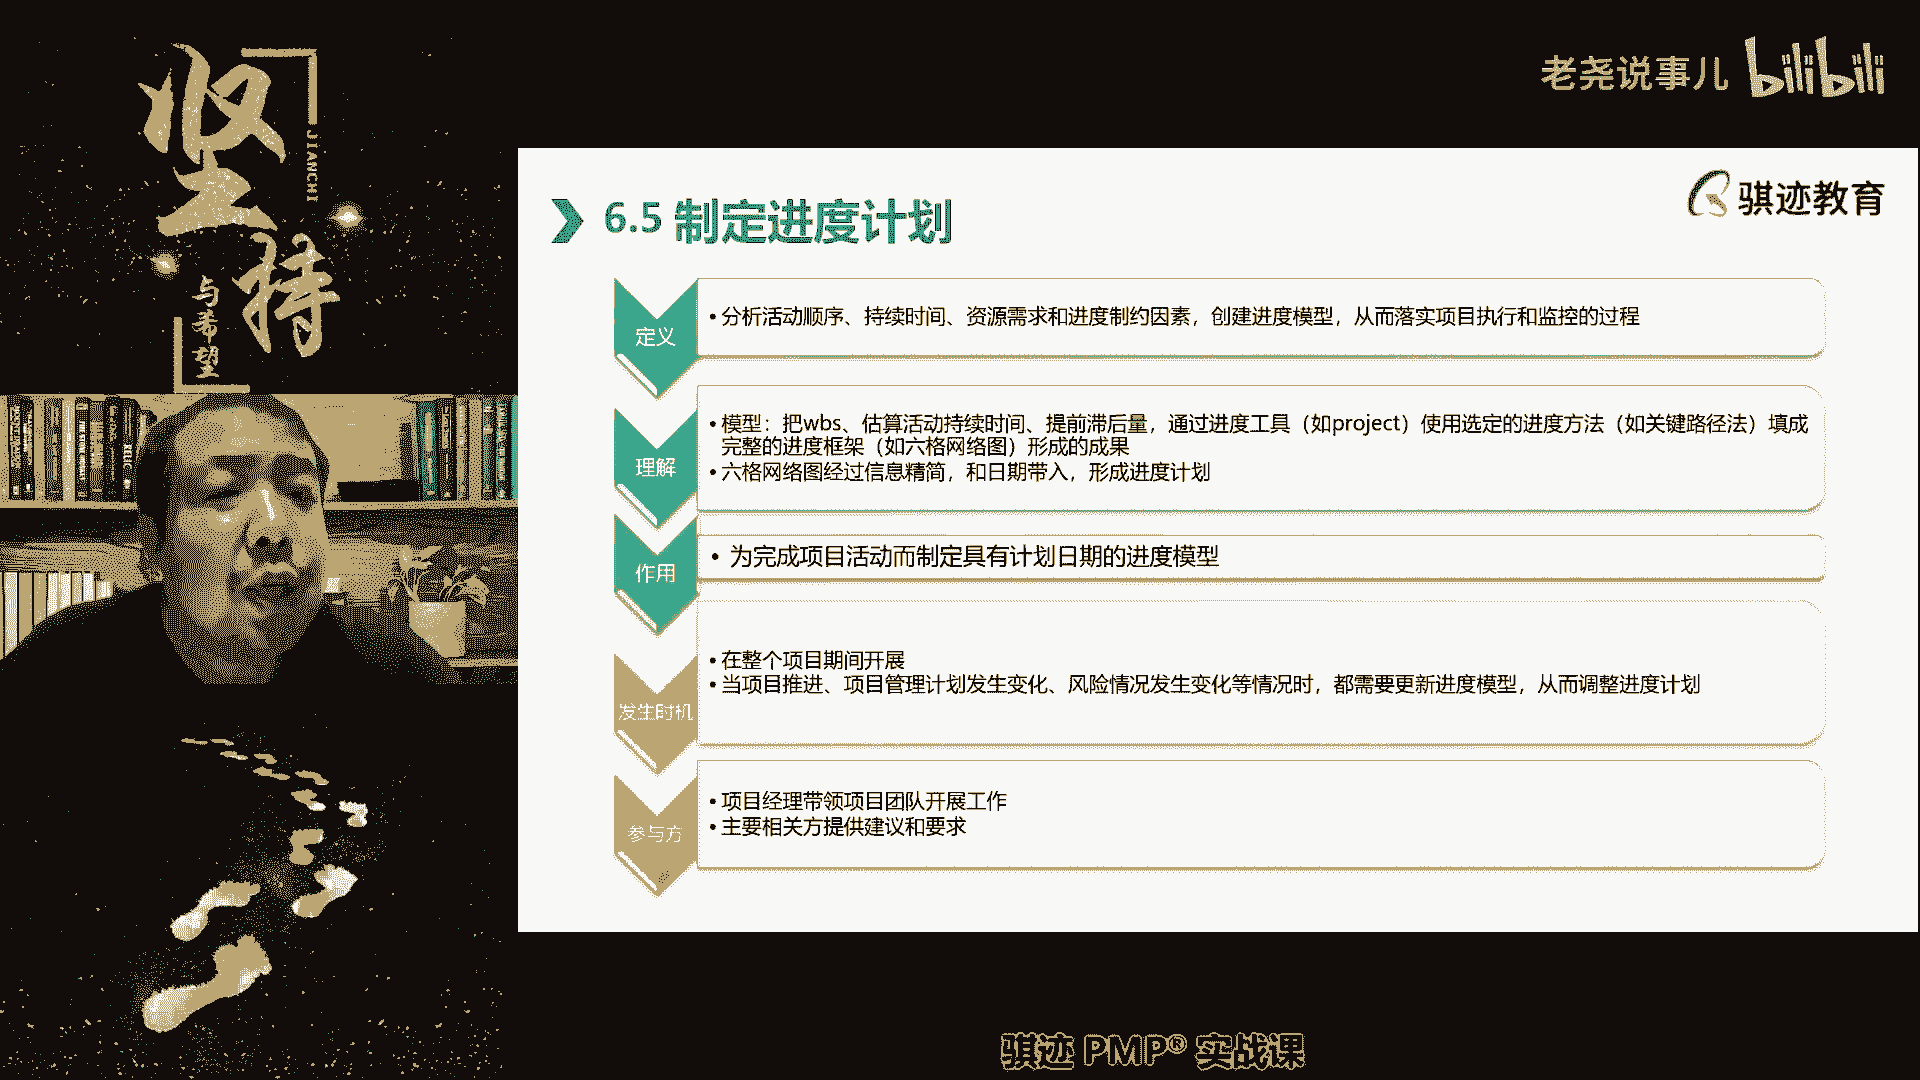 坚持
JIANCHI
与希望
老尧说事儿 bilibili
骐迹教育
6.5 制定进度计划
定义
• 分析活动顺序、持续时间、资源需求和进度制约因素，创建进度模型，从而落实项目执行和监控的过程
理解
• 模型：把wbs、估算活动持续时间、提前滞后量，通过进度工具（如project）使用选定的进度方法（如关键路径法）填成
完整的进度框架（如六格网络图）形成的成果
• 六格网络图经过信息精简，和日期带入，形成进度计划
作用
• 为完成项目活动而制定具有计划日期的进度模型
发生时机
• 在整个项目期间开展
• 当项目推进、项目管理计划发生变化、风险情况发生变化等情况时，都需要更新进度模型，从而调整进度计划
参与方
• 项目经理带领项目团队开展工作
• 主要相关方提供建议和要求
骐迹 PMP® 实战课